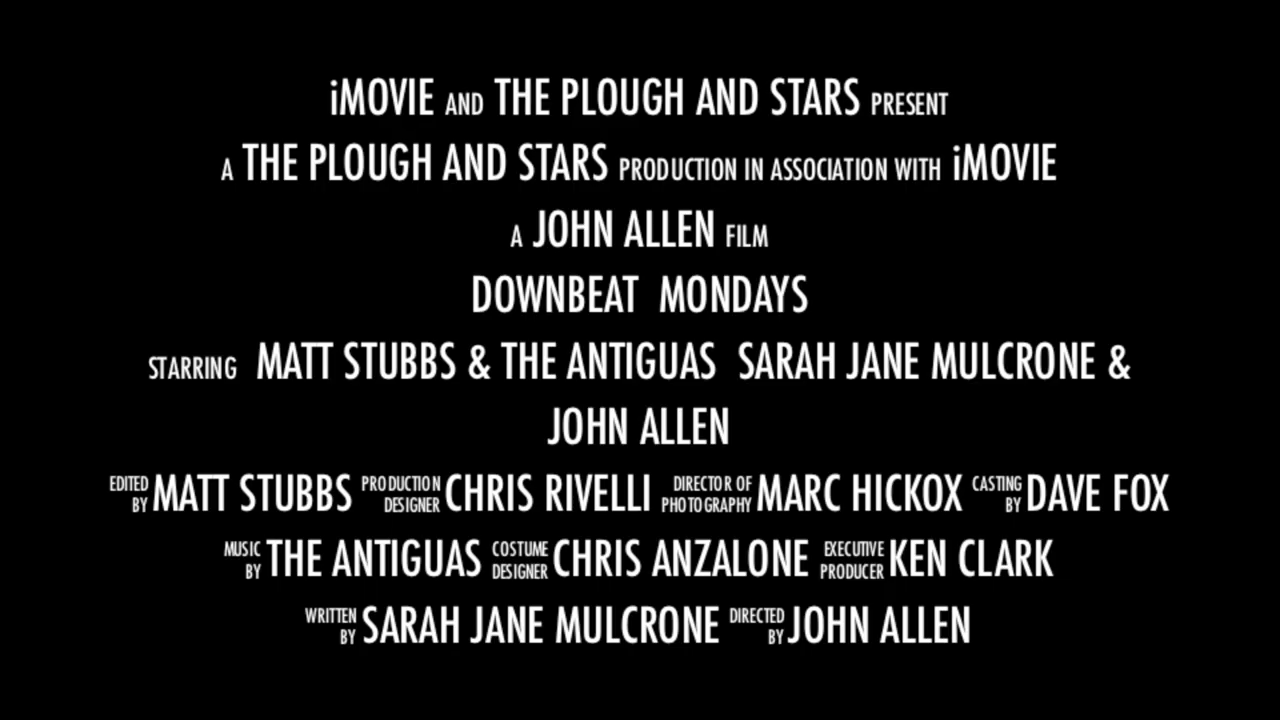 iMOVIE AND THE PLOUGH AND STARS PRESENT
A THE PLOUGH AND STARS PRODUCTION IN ASSOCIATION WITH iMOVIE
A JOHN ALLEN FILM
DOWNBEAT MONDAYS
STARRING MATT STUBBS & THE ANTIGUAS SARAH JANE MULCRONE &
JOHN ALLEN
EDITED BY MATT STUBBS PRODUCTION DESIGNER CHRIS RIVELLI DIRECTOR OF PHOTOGRAPHY MARC HICKOX CASTING BY DAVE FOX
MUSIC BY THE ANTIGUAS COSTUME DESIGNER CHRIS ANZALONE EXECUTIVE PRODUCER KEN CLARK
WRITTEN BY SARAH JANE MULCRONE DIRECTED BY JOHN ALLEN